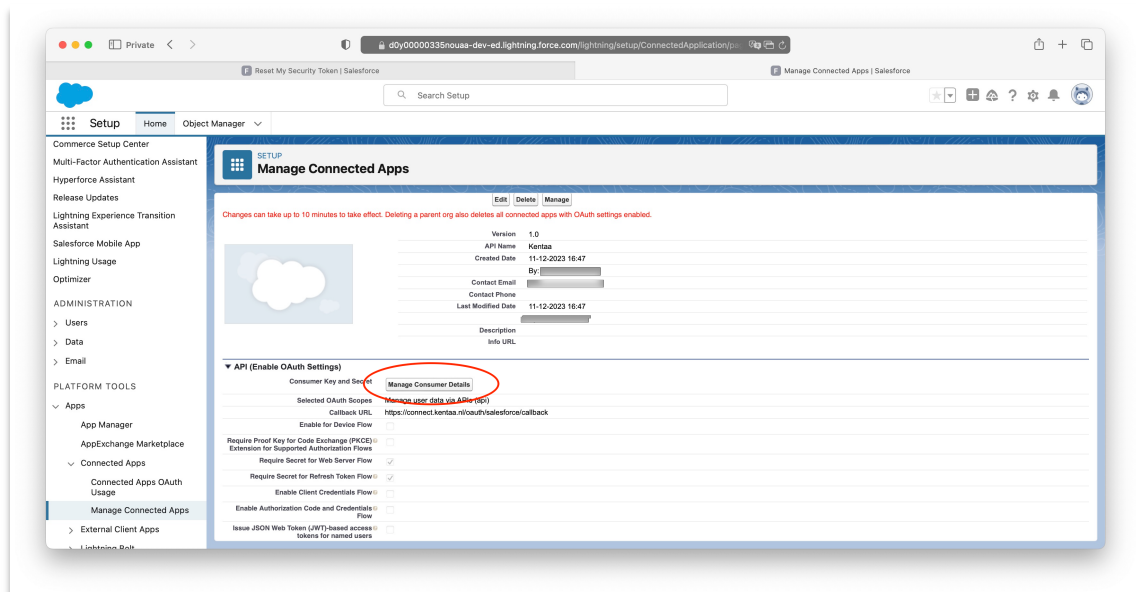 Private
d0y00000335nouaa-dev-ed.lightning.force.com/lightning/setup/ConnectedApplication/
Reset My Security Token | Salesforce
Manage Connected Apps | Salesforce
Search Setup
Setup Home Object Manager
Commerce Setup Center
Multi-Factor Authentication Assistant
Hyperforce Assistant
Release Updates
Lightning Experience Transition
Assistant
Salesforce Mobile App
Lightning Usage
Optimizer
ADMINISTRATION
Users
Data
Email
PLATFORM TOOLS
Apps
App Manager
AppExchange Marketplace
Connected Apps
Connected Apps OAuth
Usage
Manage Connected Apps
External Client Apps
Lightning Bolt
SETUP
Manage Connected Apps
Edit Delete Manage
Changes can take up to 10 minutes to take effect. Deleting a parent org also deletes all connected apps with OAuth settings enabled.
Version 1.0
API Name Kentaa
Created Date 11-12-2023 16:47
By:
Contact Email
Contact Phone
Last Modified Date 11-12-2023 16:47
Description
Info URL
API (Enable OAuth Settings)
Consumer Key and Secret Manage Consumer Details
Selected OAuth Scopes Manage user data via APIs (api)
Callback URL https://connect.kentaa.nl/oauth/salesforce/callback
Enable for Device Flow
Require Proof Key for Code Exchange (PKCE)
Extension for Supported Authorization Flows
Require Secret for Web Server Flow
Require Secret for Refresh Token Flow
Enable Client Credentials Flow
Enable Authorization Code and Credentials
Flow
Issue JSON Web Token (JWT)-based access
tokens for named users